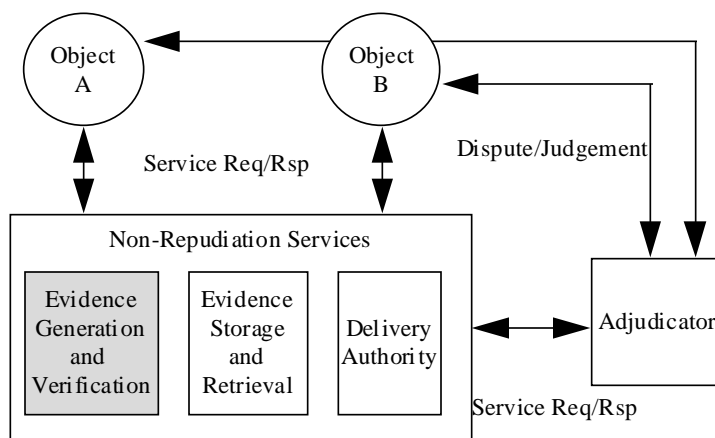 Object
A
Object
B
Service Req/Rsp
Dispute/Judgement
Non-Repudiation Services
Evidence
Generation
and
Verification
Evidence
Storage
and
Retrieval
Delivery
Authority
Adjudicator
Service Req/Rsp